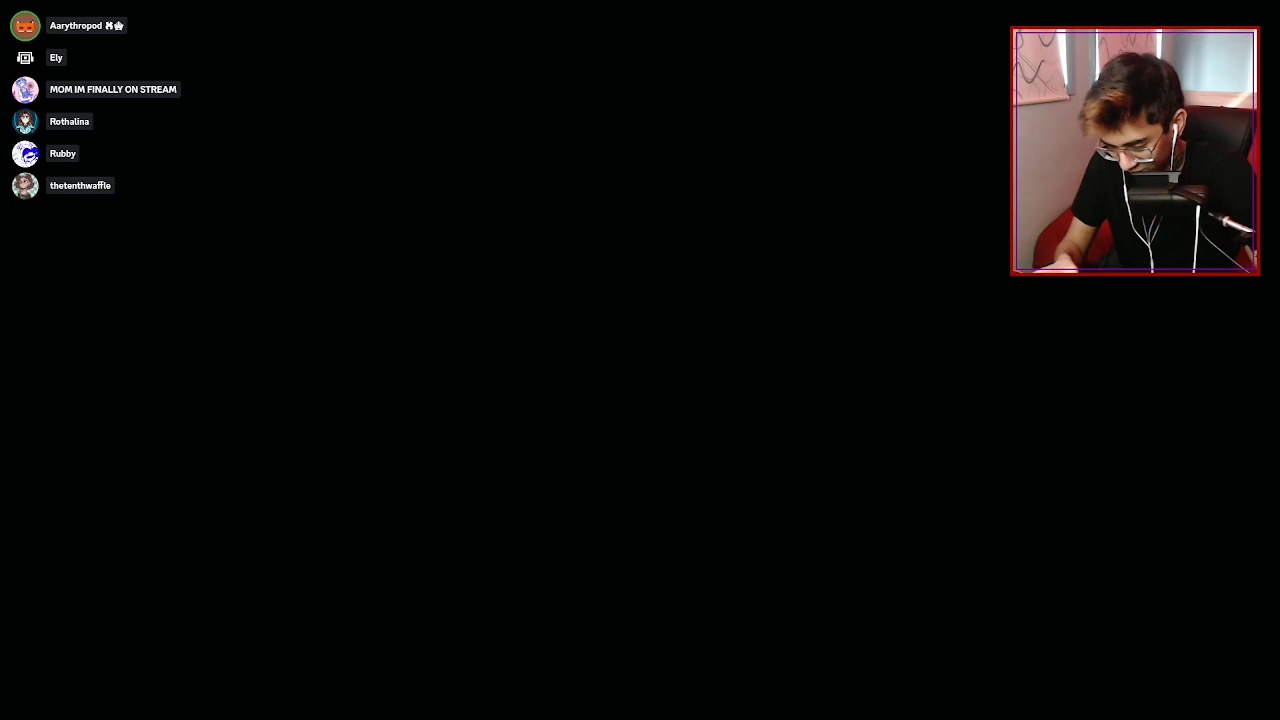 Aarythropod
Ely
MOM IM FINALLY ON STREAM
Rothalina
Rubby
thetenthwaffle